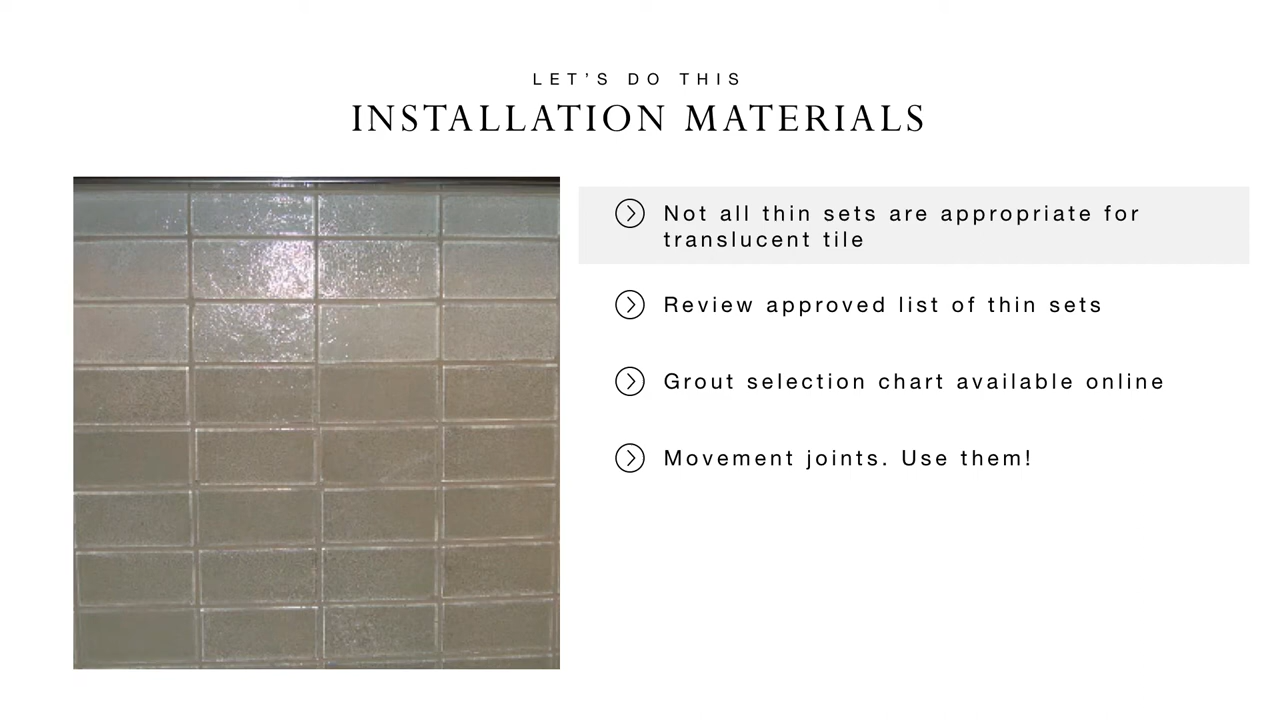 LET’S DO THIS
INSTALLATION MATERIALS
Not all thin sets are appropriate for
translucent tile
Review approved list of thin sets
Grout selection chart available online
Movement joints. Use them!